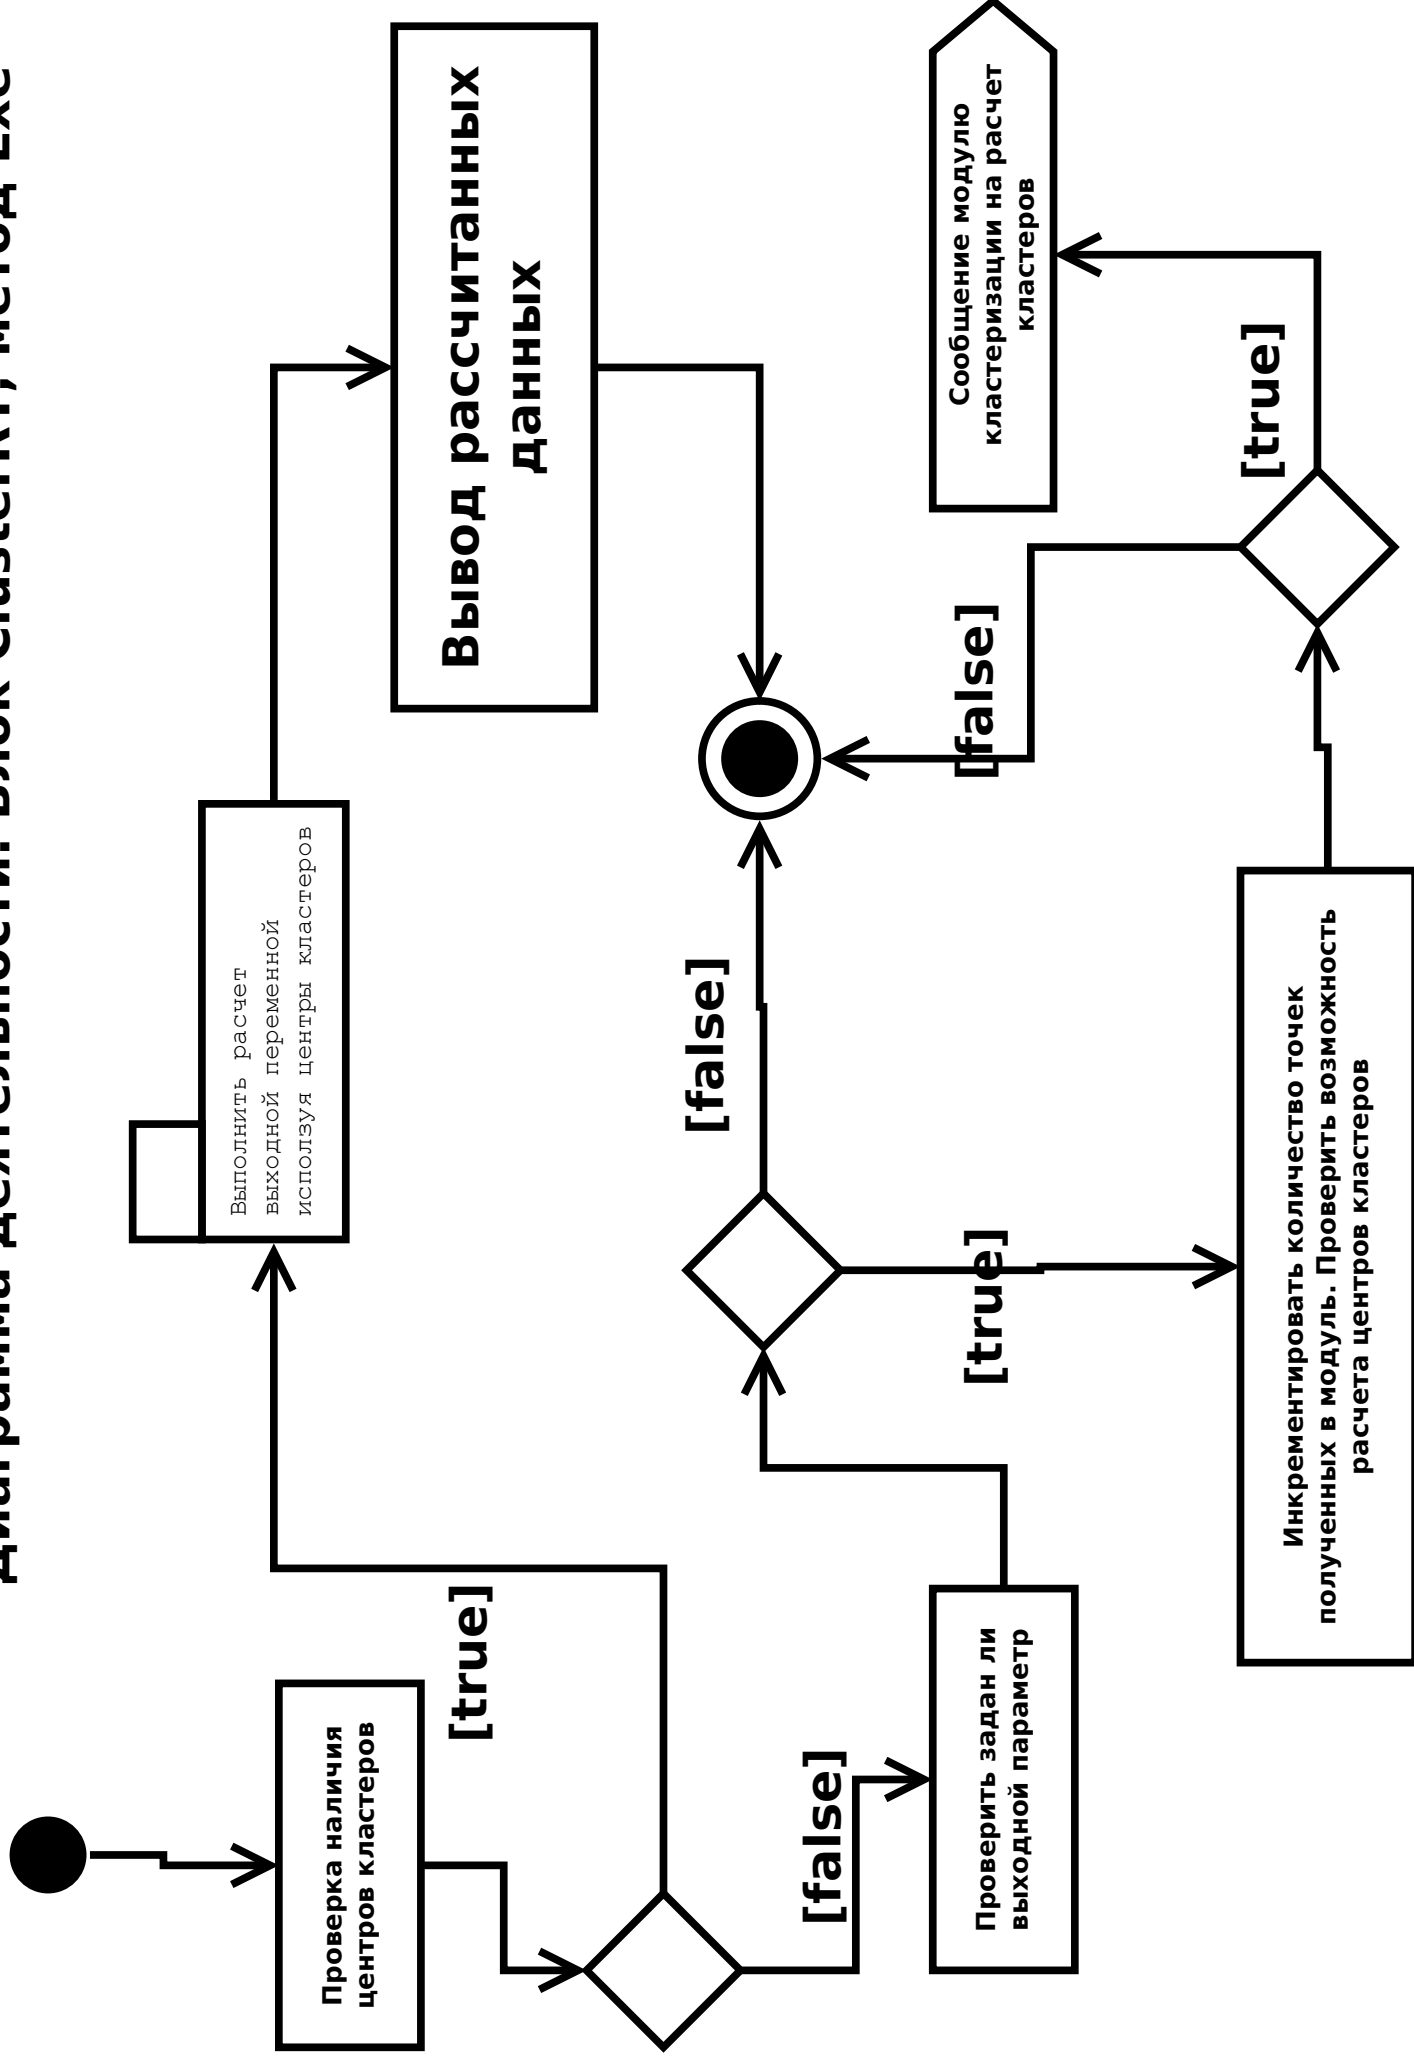 Диаграмма деятельности. Блок ClusterRT, метод Exe
Проверка наличия
центров кластеров
[true]
[false]
Выполнить расчет
выходной переменной
исползуя центры кластеров
Вывод рассчитанных
данных
Проверить задан ли
выходной параметр
[false]
[true]
Инкрементировать количество точек
полученных в модуль. Проверить возможность
расчета центров кластеров
[false]
[true]
Сообщение модулю
кластеризации на расчет
кластеров